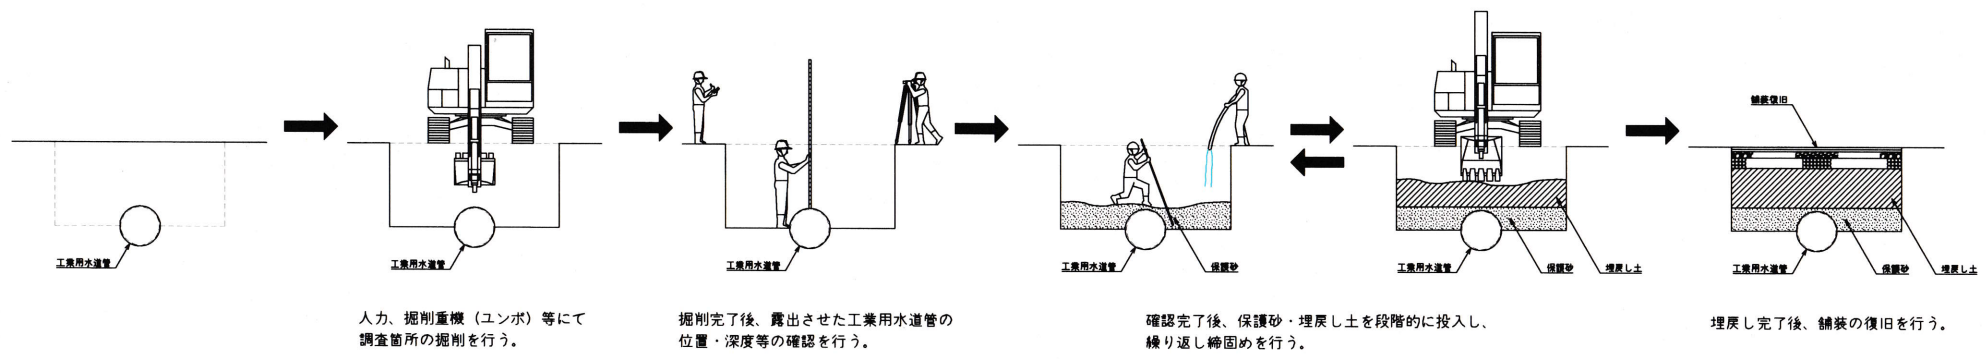 舗装復旧
工業用水道管
工業用水道管
工業用水道管
工業用水道管
保護砂
工業用水道管
保護砂
埋戻し土
工業用水道管
保護砂
埋戻し土
人力、掘削重機（ユンボ）等にて
調査箇所の掘削を行う。
掘削完了後、露出させた工業用水道管の
位置・深度等の確認を行う。
確認完了後、保護砂・埋戻し土を段階的に投入し、
繰り返し締固めを行う。
埋戻し完了後、舗装の復旧を行う。